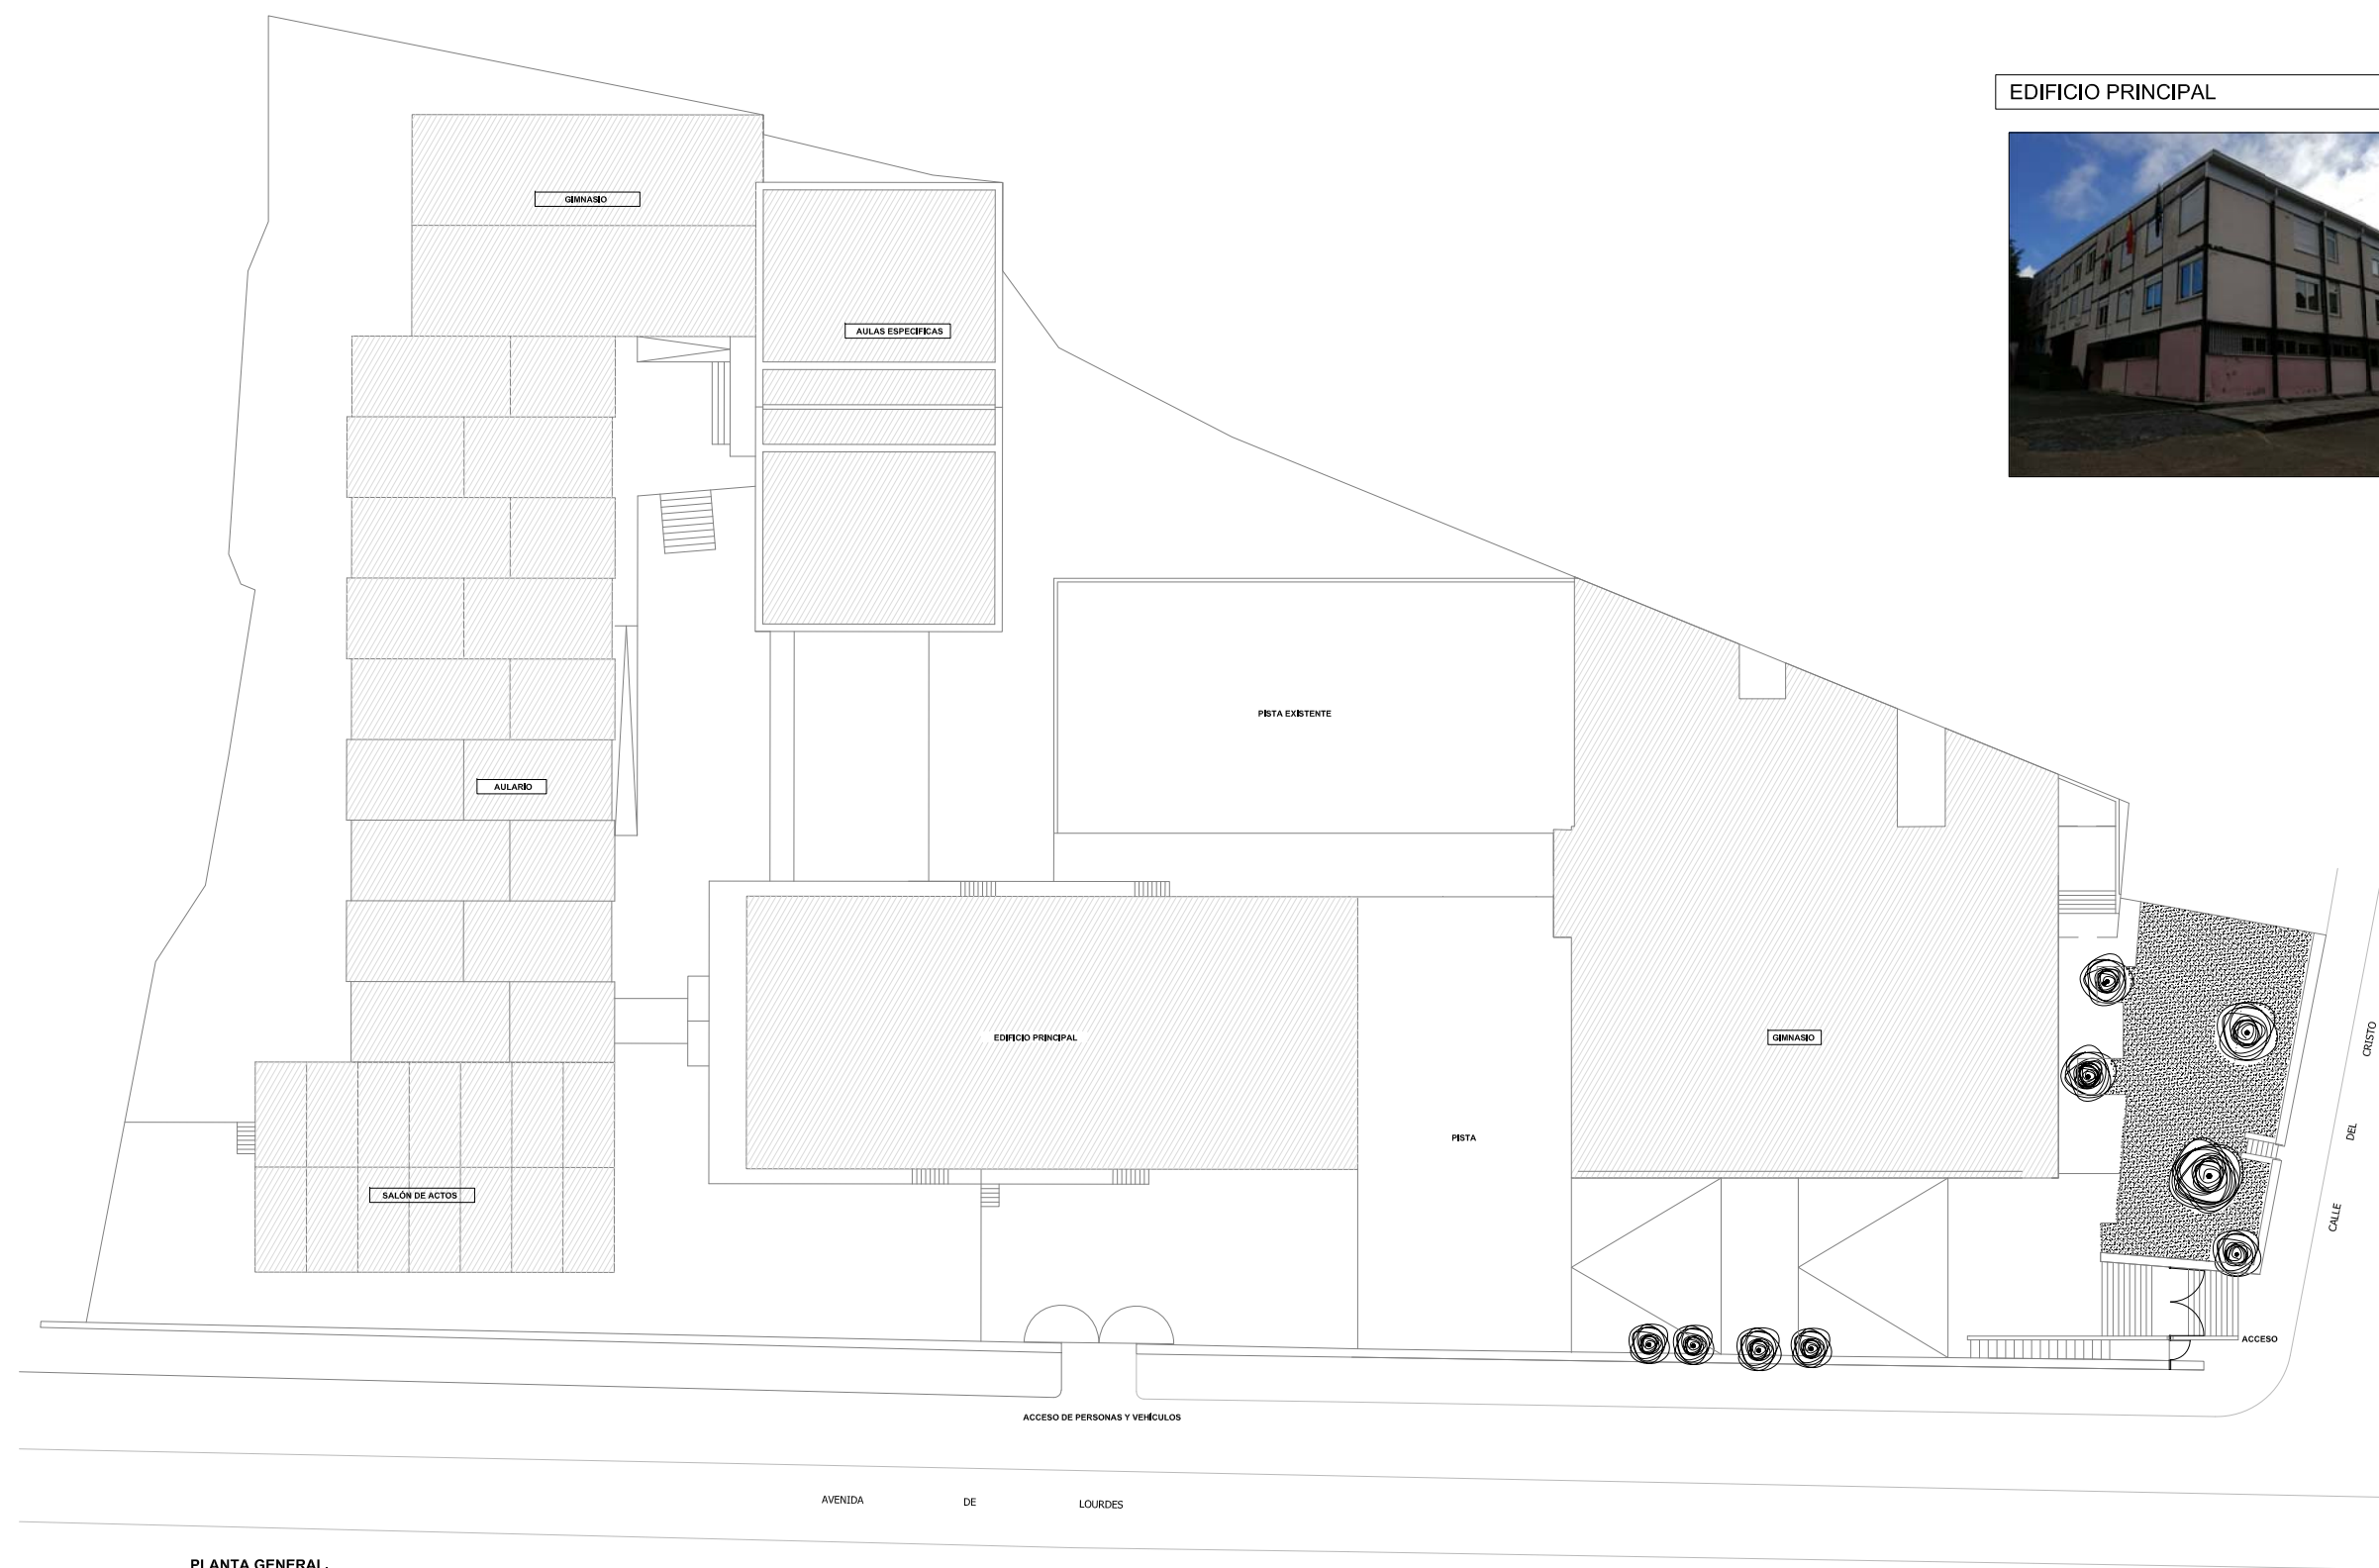 EDIFICIO PRINCIPAL
GIMNASIO
AULAS ESPECIFICAS
PISTA EXISTENTE
AULARIO
EDIFICIO PRINCIPAL
GIMNASIO
PISTA
SALÓN DE ACTOS
CALLE DEL CRISTO
ACCESO
ACCESO DE PERSONAS Y VEHÍCULOS
AVENIDA DE LOURDES
PLANTA GENERAL.